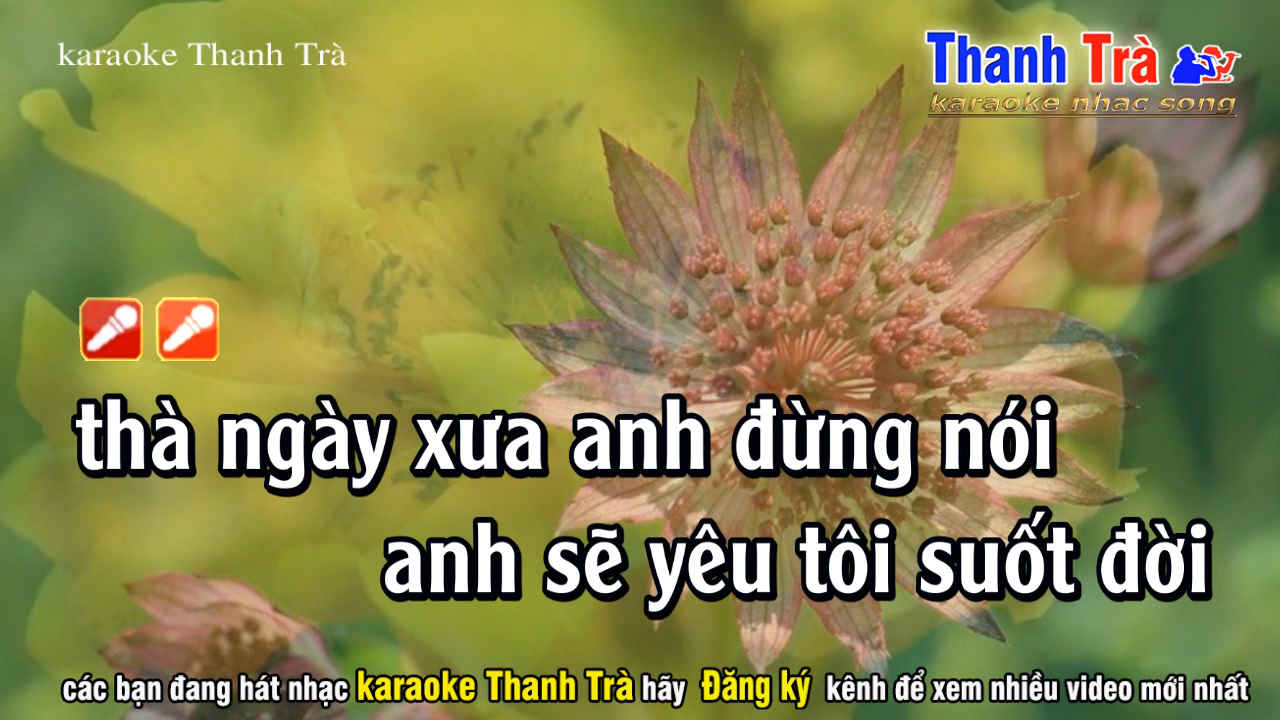 karaoke Thanh Trà
Thanh Trà
karaoke nhac song
thà ngày xưa anh đừng nói
anh sẽ yêu tôi suốt đời
các bạn đang hát nhạc karaoke Thanh Trà hãy Đăng ký kênh để xem nhiều video mới nhất